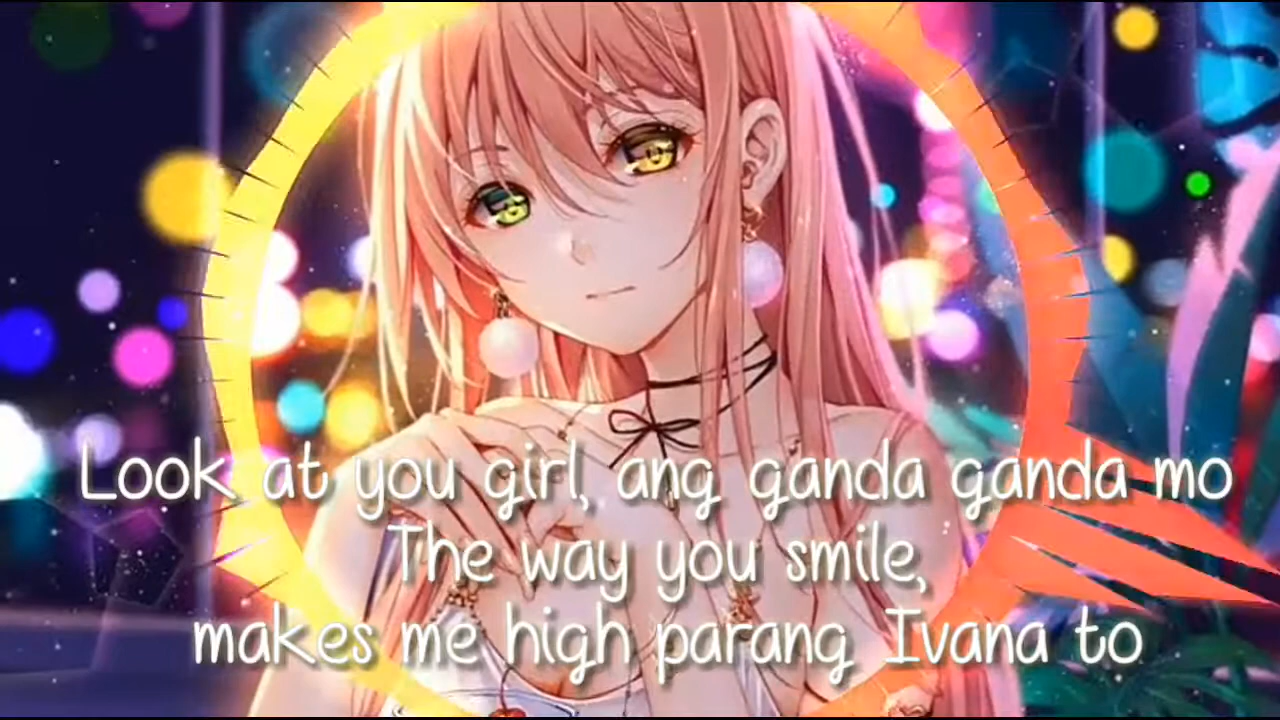 Look at you girl, ang ganda ganda mo
The way you smile,
makes me high parang Ivana to